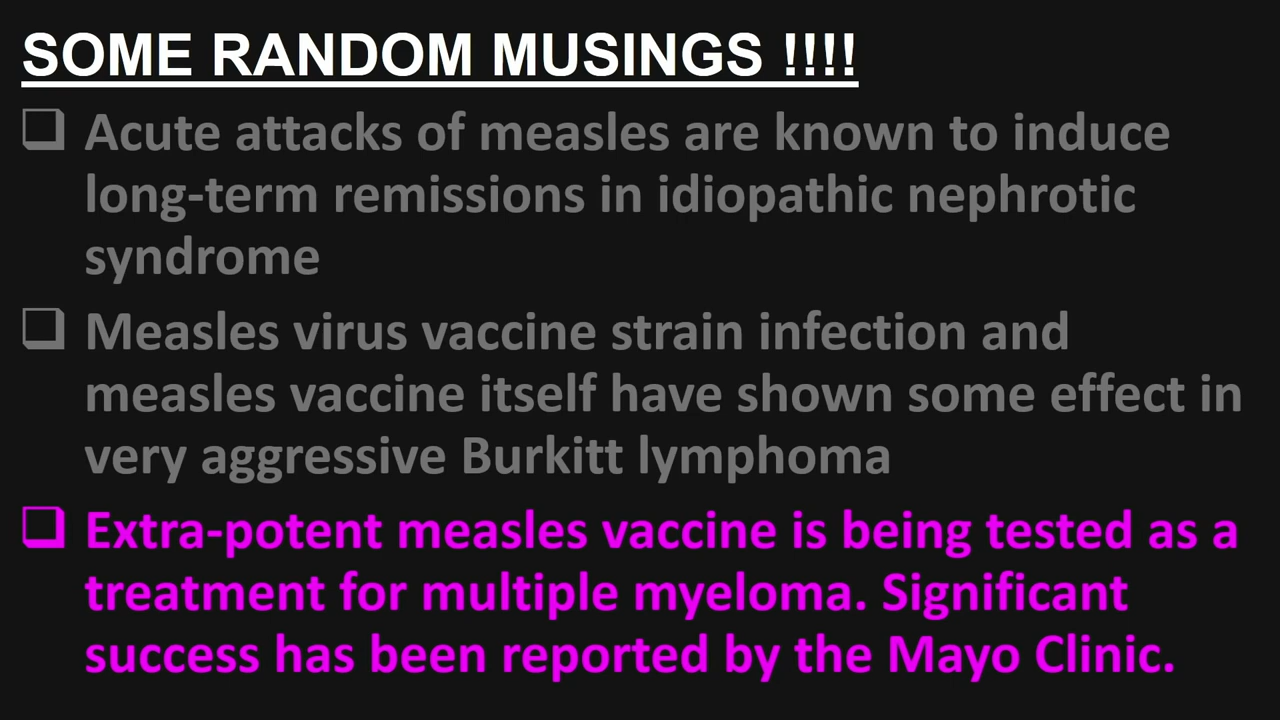 SOME RANDOM MUSINGS !!!!
❑ Acute attacks of measles are known to induce
long-term remissions in idiopathic nephrotic
syndrome
❑ Measles virus vaccine strain infection and
measles vaccine itself have shown some effect in
very aggressive Burkitt lymphoma
❑ Extra-potent measles vaccine is being tested as a
treatment for multiple myeloma. Significant
success has been reported by the Mayo Clinic.